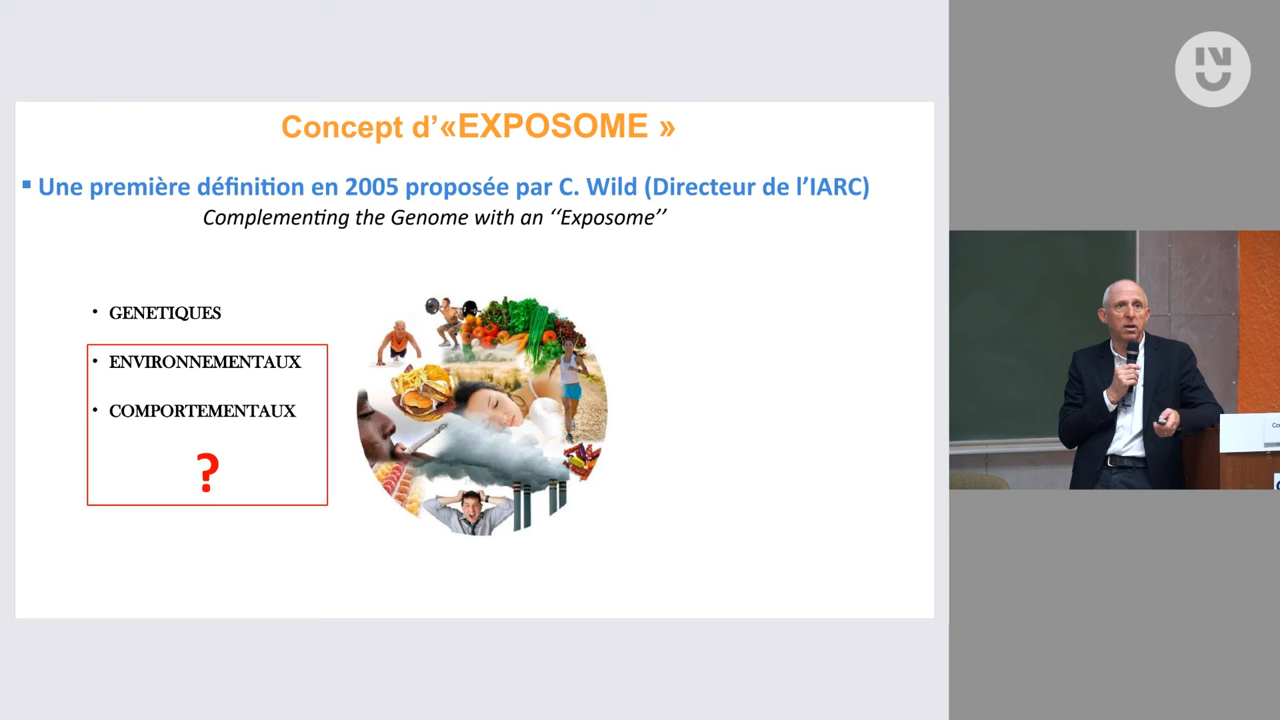 Concept d’«EXPOSOME »
▪ Une première définition en 2005 proposée par C. Wild (Directeur de l’IARC)
Complementing the Genome with an ‘‘Exposome’’
• GENETIQUES
• ENVIRONNEMENTAUX
• COMPORTEMENTAUX
?